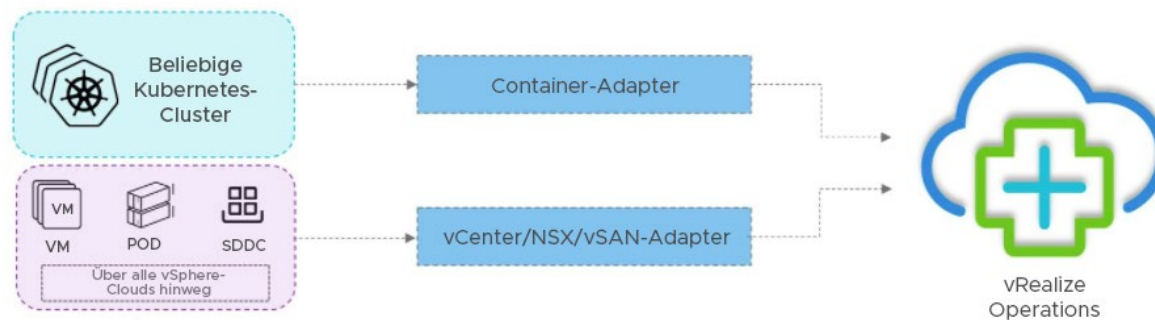 Beliebige
Kubernetes-
Cluster
Container-Adapter
VM
VM
POD
SDDC
Über alle vSphere-
Clouds hinweg
vCenter/NSX/vSAN-Adapter
vRealize
Operations